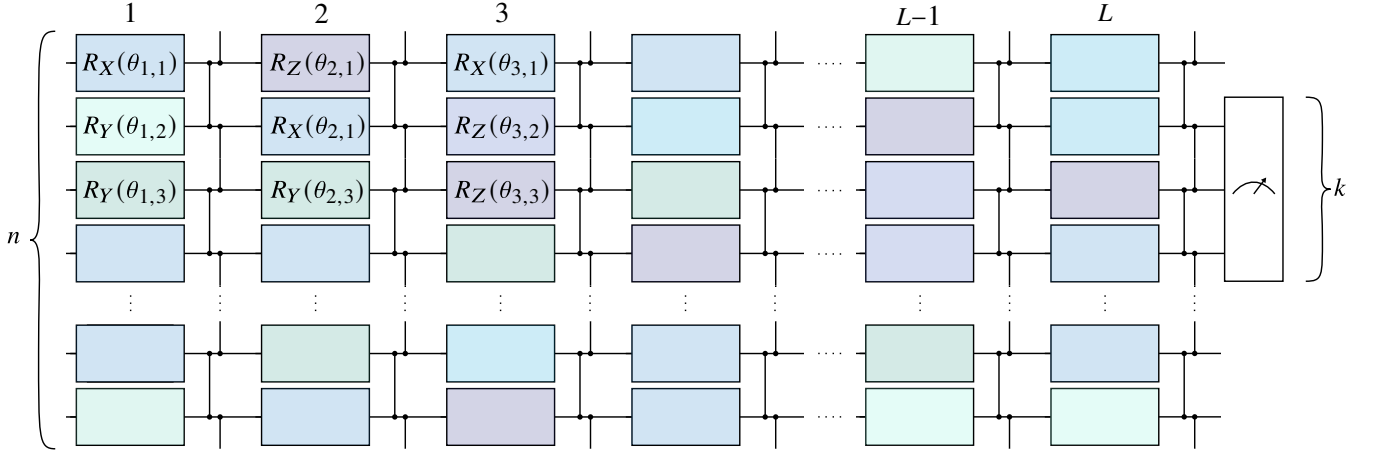 1 2 3 L−1 L
R_X(θ_{1,1}) R_Z(θ_{2,1}) R_X(θ_{3,1})
R_Y(θ_{1,2}) R_X(θ_{2,1}) R_Z(θ_{3,2})
R_Y(θ_{1,3}) R_Y(θ_{2,3}) R_Z(θ_{3,3})
k
n